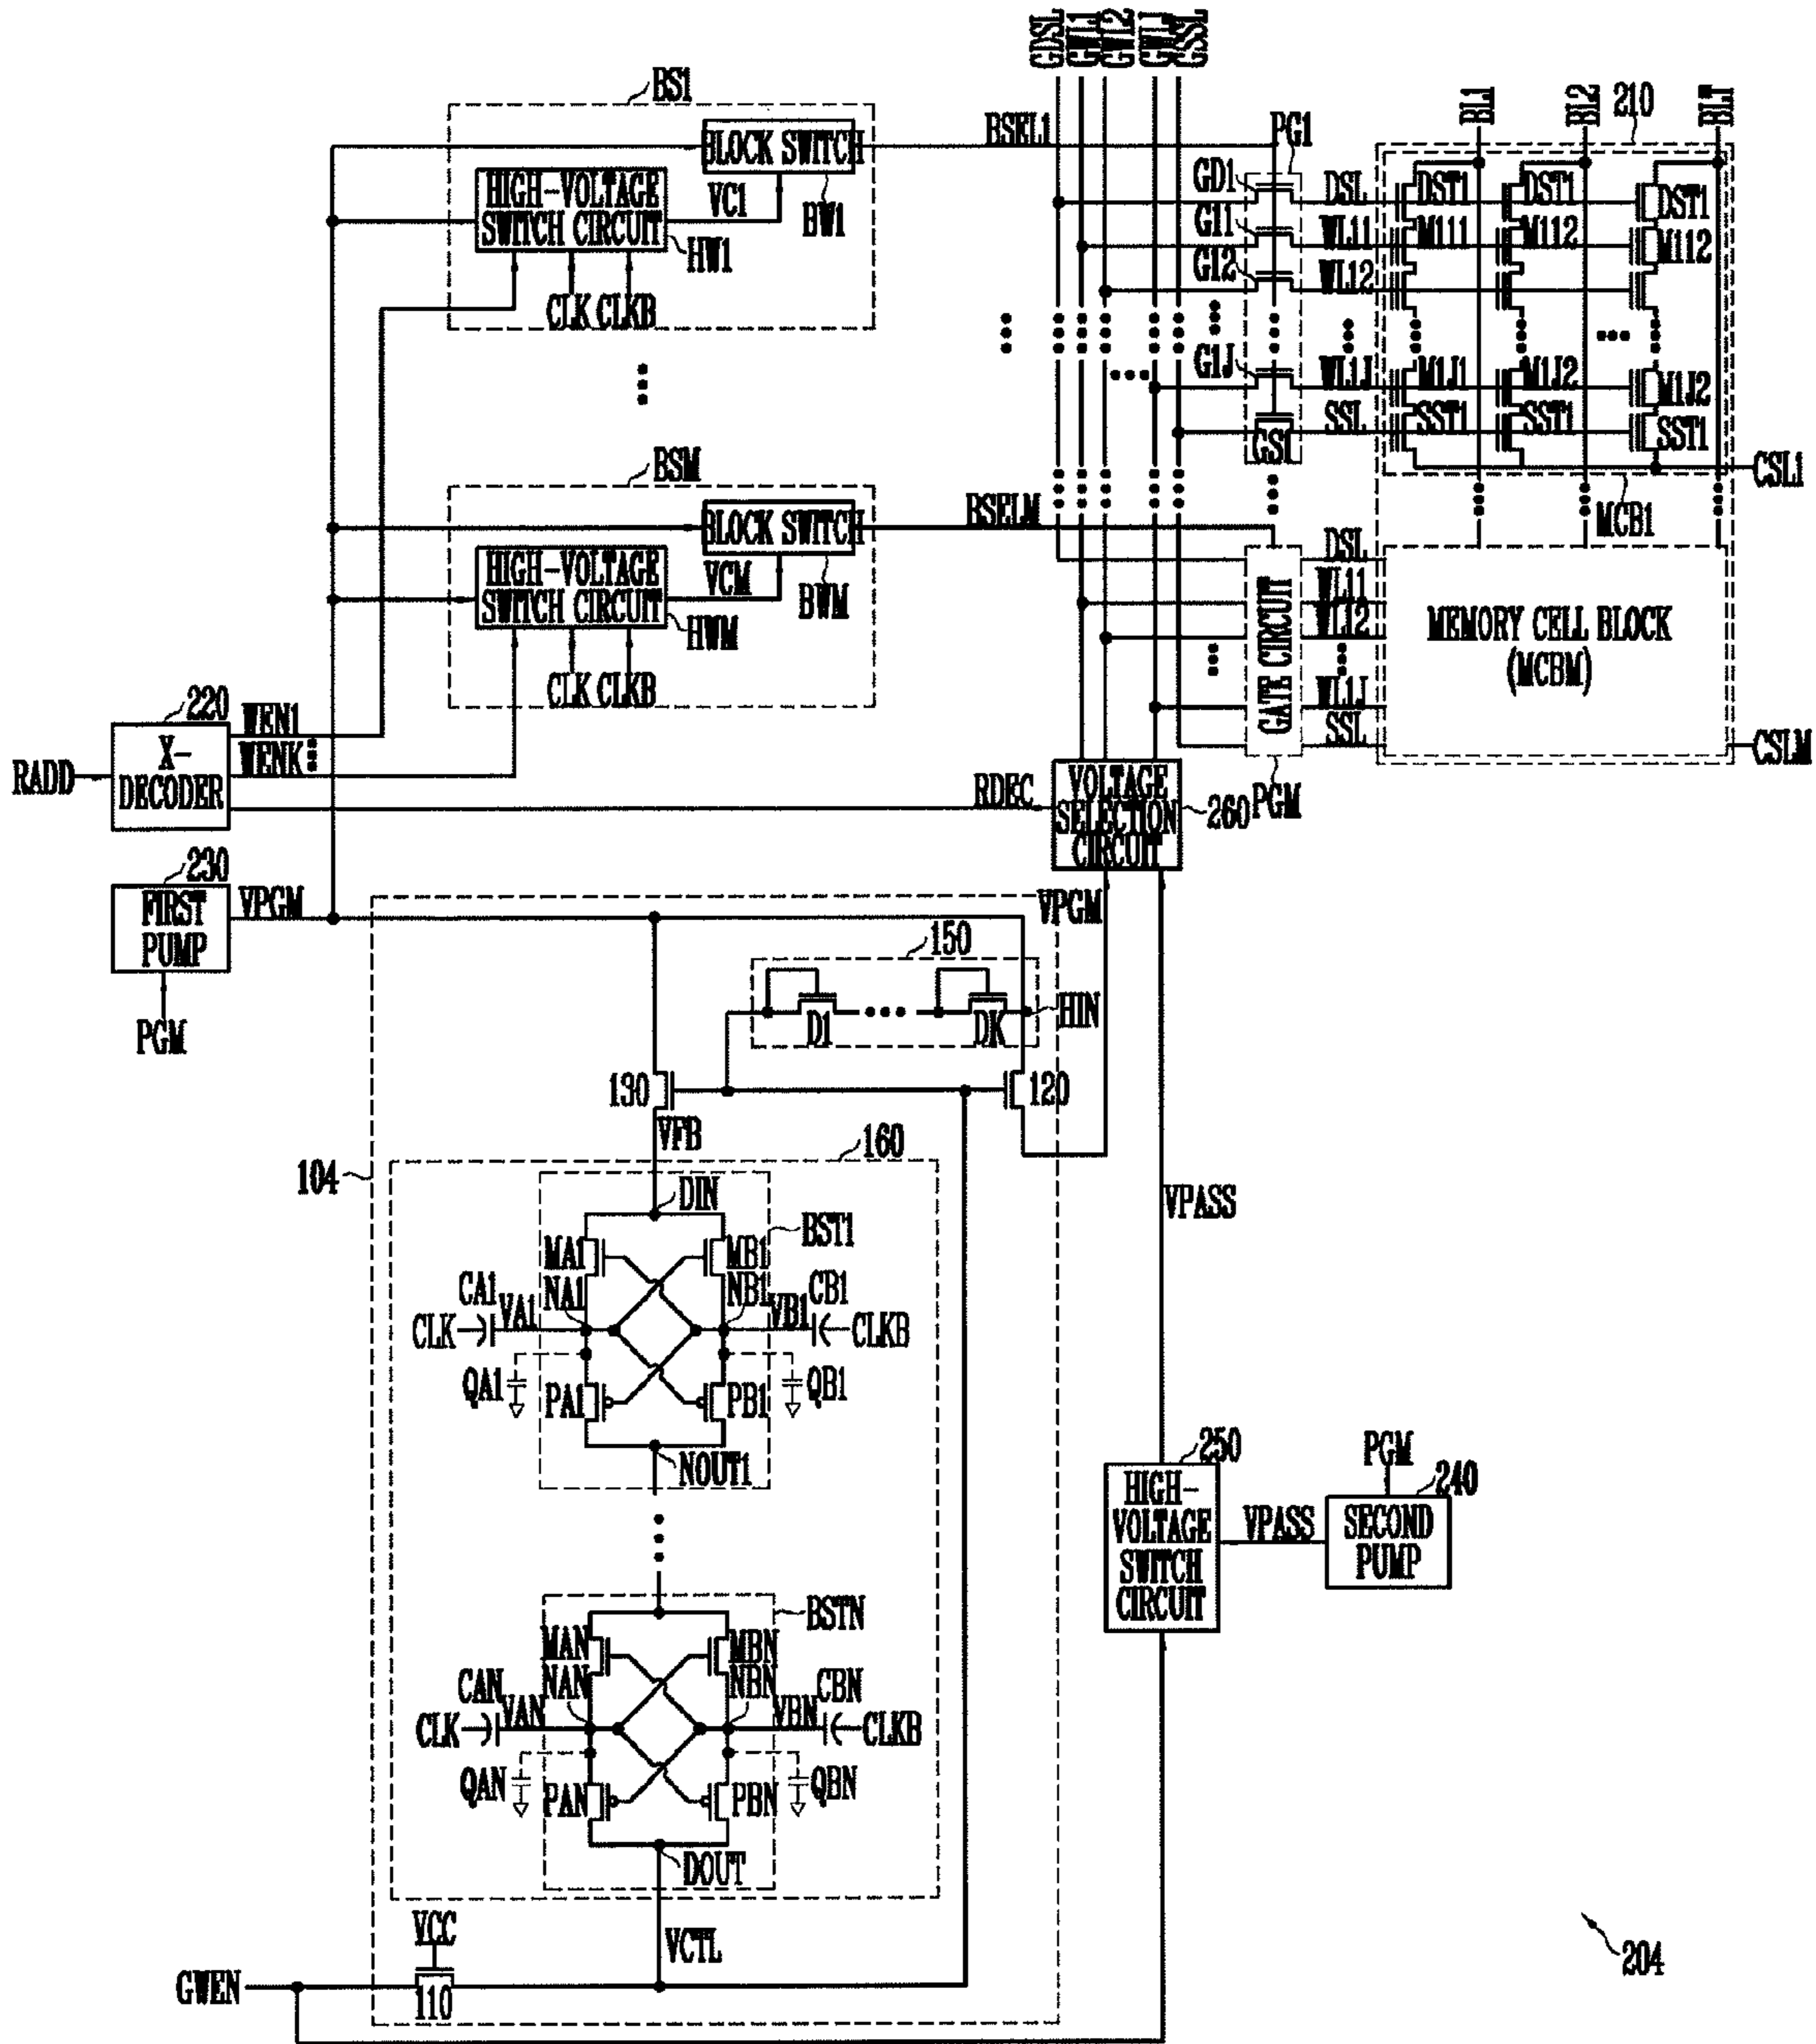 GDSL
GWL1
GWL2
GWLJ
GSSL
BS1
BLOCK SWITCH
HIGH-VOLTAGE
SWITCH CIRCUIT
VC1
BW1
HW1
CLK CLKB
BSEL1
PG1
210
BL1
BL2
BLT
GD1
DSL
DST1
DST1
DST1
G11
WL11
M111
M112
M112
G12
WL12
G1J
WL1J
M1J1
M1J2
M1J2
GS1
SSL
SST1
SST1
SST1
CSL1
MCB1
BSM
BLOCK SWITCH
HIGH-VOLTAGE
SWITCH CIRCUIT
VCM
BWM
HWM
CLK CLKB
BSELM
GATE CIRCUIT
DSL
WL11
WL12
WL1J
SSL
MEMORY CELL BLOCK
(MCBM)
CSLM
PGM
220
X-
DECODER
RADD
WEN1
WENK
RDEC
VOLTAGE
SELECTION
CIRCUIT
260
230
FIRST
PUMP
VPGM
PGM
VPGM
150
D1
DK
HIN
130
120
VFB
104
160
DIN
BST1
MA1
MB1
CA1
VA1
NA1
NB1
VB1
CB1
CLK
CLKB
QA1
PA1
PB1
QB1
NOUT1
VPASS
250
HIGH-
VOLTAGE
SWITCH
CIRCUIT
VPASS
PGM
240
SECOND
PUMP
BSTN
MAN
MBN
CAN
VAN
NAN
NBN
VBN
CBN
CLK
CLKB
QAN
PAN
PBN
QBN
DOUT
VCC
VCTL
GWEN
110
204